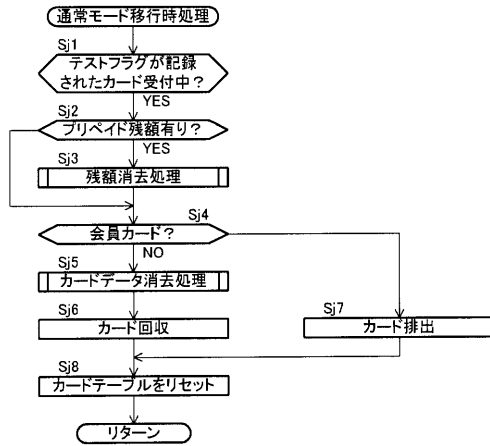 通常モード移行時処理
Sj1
テストフラグが記録
されたカード受付中？
YES
Sj2
プリペイド残額有り？
YES
Sj3
残額消去処理
Sj4
会員カード？
NO
Sj5
カードデータ消去処理
Sj6
カード回収
Sj7
カード排出
Sj8
カードテーブルをリセット
リターン